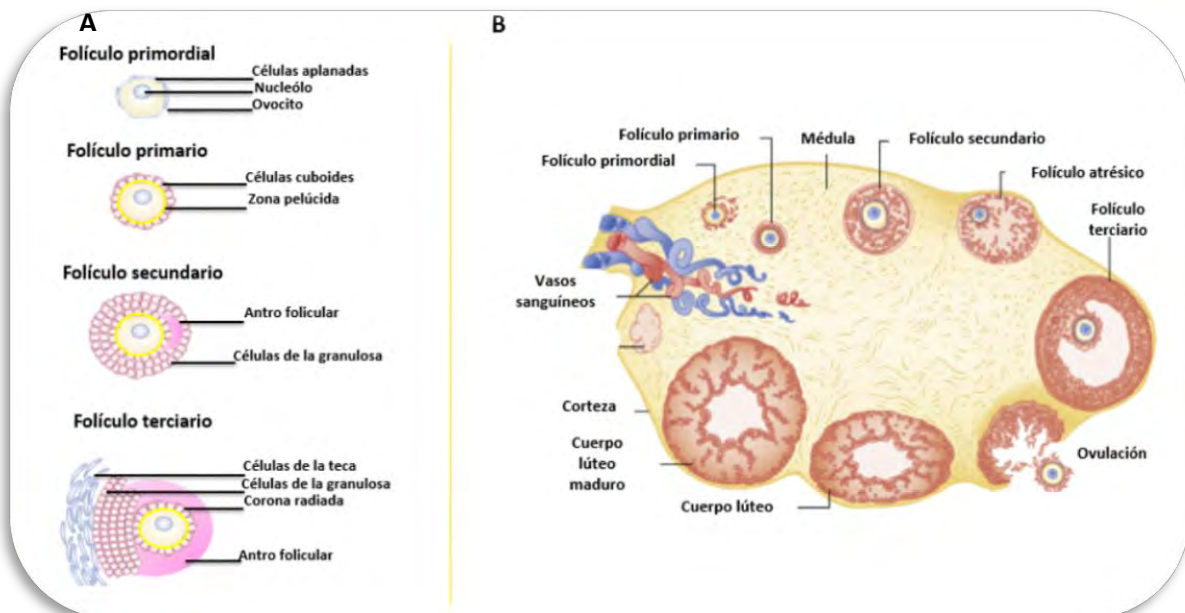 A
Folículo primordial
Células aplanadas
Nucleólo
Ovocito
Folículo primario
Células cuboides
Zona pelúcida
Folículo secundario
Antro folicular
Células de la granulosa
Folículo terciario
Células de la teca
Células de la granulosa
Corona radiada
Antro folicular
B
Folículo primario
Médula
Folículo secundario
Folículo primordial
Folículo atrésico
Folículo
terciario
Vasos
sanguíneos
Corteza
Cuerpo
lúteo
maduro
Ovulación
Cuerpo lúteo